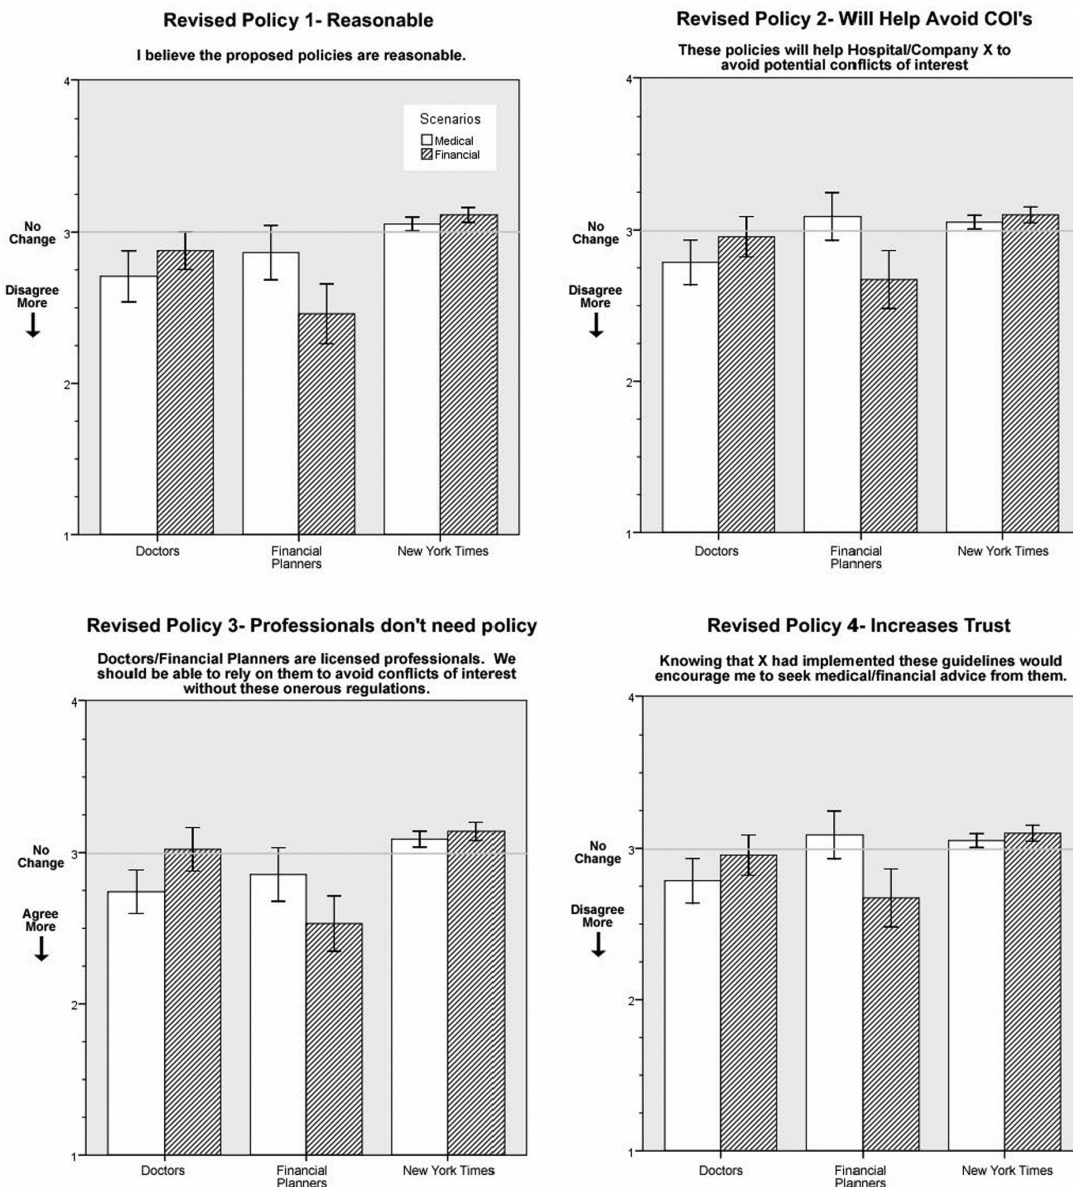 Revised Policy 1- Reasonable
I believe the proposed policies are reasonable.
4
Scenarios
Medical
Financial
No
Change
3
Disagree
More
2
1
Doctors
Financial
Planners
New York Times
Revised Policy 2- Will Help Avoid COI's
These policies will help Hospital/Company X to
avoid potential conflicts of interest
4
No
Change
3
Disagree
More
2
1
Doctors
Financial
Planners
New York Times
Revised Policy 3- Professionals don't need policy
Doctors/Financial Planners are licensed professionals.  We
should be able to rely on them to avoid conflicts of interest
without these onerous regulations.
4
No
Change
3
Agree
More
2
1
Doctors
Financial
Planners
New York Times
Revised Policy 4- Increases Trust
Knowing that X had implemented these guidelines would
encourage me to seek medical/financial advice from them.
4
No
Change
3
Disagree
More
2
1
Doctors
Financial
Planners
New York Times